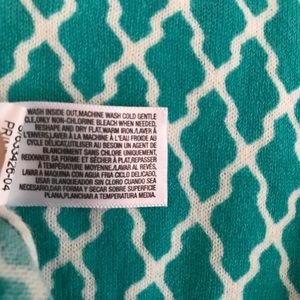 WASH INSIDE OUT,MACHINE WASH COLD GENTLE
C.E,ONLY NON-CHLORINE BLEACH WHEN NEEDED,
RESHAPE AND DRY FLAT,WARM IRON./LAVER À
L'ENVERS,LAVER À LA MACHINE À L'EAU FROIDE AU
CYCLE DÉLICAT,UTILISER AU BESOIN UN AGENT DE
BLANCHIMENT SANS CHLORE UNIQUEMENT,
REDONNER SA FORME ET SÉCHER À PLAT,REPASSER
À TEMPÉRATURE MOYENNE./LAVAR AL REVÉS,
LAVAR A MÁQUINA CON AGUA FRÍA CICLO DELICADO,
USAR BLANQUEADOR SIN CLORO CUANDO SEA
NECESARIO,DAR FORMA Y SECAR SOBRE SUPERFICIE
PLANA,PLANCHAR A TEMPERATURA MEDIA.